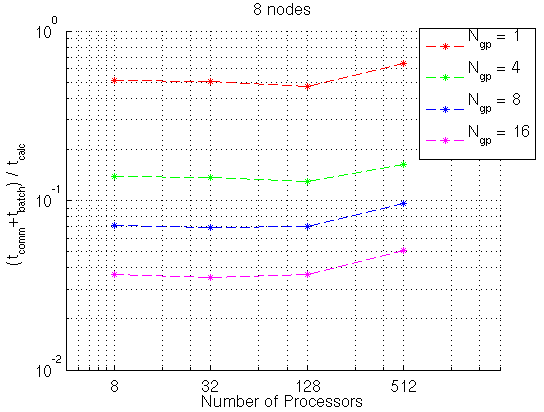 8 nodes
10^0
10^-1
10^-2
(t_comm+t_batch) / t_calc
N_gp = 1
N_gp = 4
N_gp = 8
N_gp = 16
8 32 128 512
Number of Processors